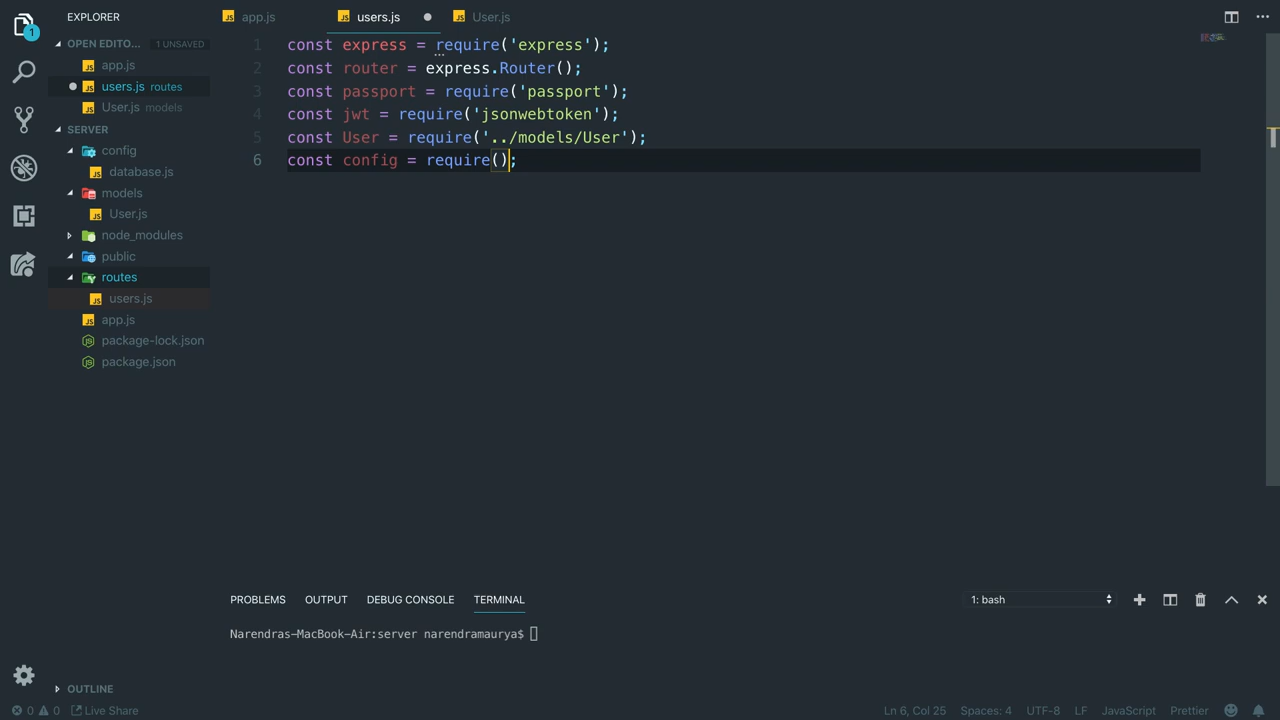 1
EXPLORER
OPEN EDITO... 1 UNSAVED
app.js
users.js routes
User.js models
SERVER
config
database.js
models
User.js
node_modules
public
routes
users.js
app.js
package-lock.json
package.json
OUTLINE
app.js users.js User.js
1 const express = require('express');
2 const router = express.Router();
3 const passport = require('passport');
4 const jwt = require('jsonwebtoken');
5 const User = require('../models/User');
6 const config = require();
PROBLEMS OUTPUT DEBUG CONSOLE TERMINAL 1: bash
Narendras-MacBook-Air:server narendramaurya$
0 0 Live Share Ln 6, Col 25 Spaces: 4 UTF-8 LF JavaScript Prettier